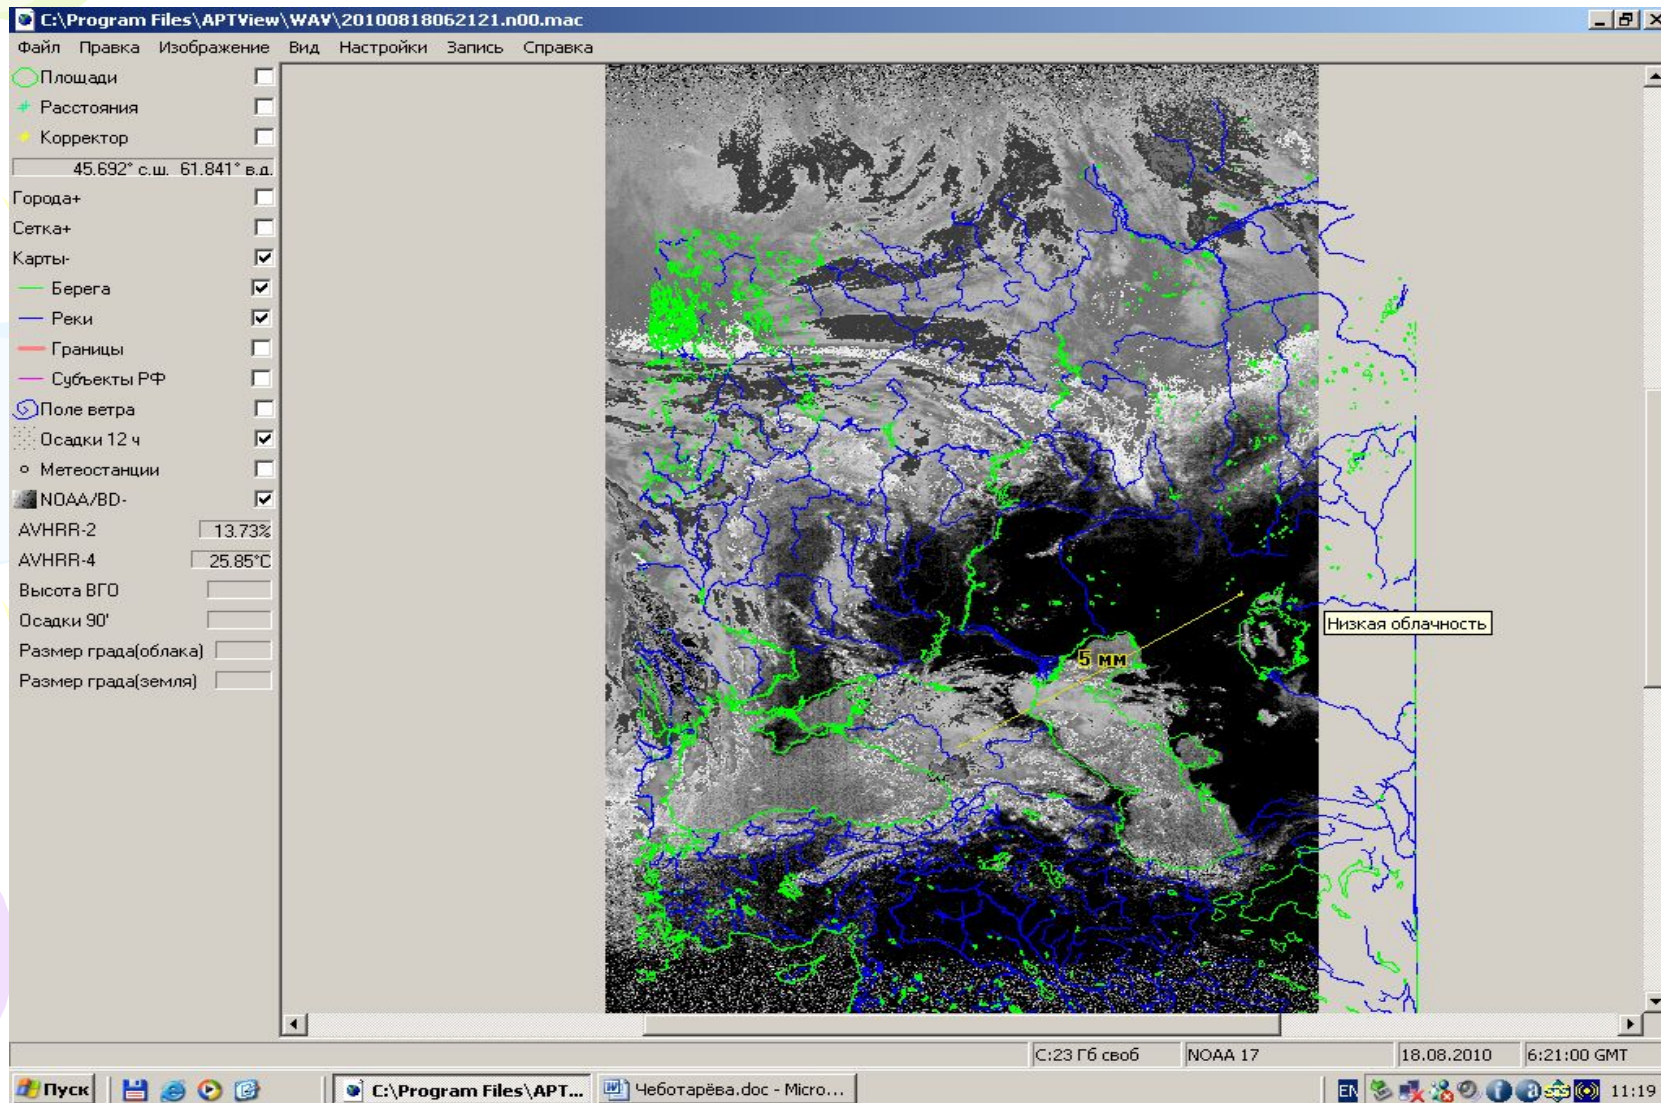 C:\Program Files\APTView\WAV\20100818062121.n00.mac
Файл Правка Изображение Вид Настройки Запись Справка
Площади
Расстояния
Корректор
45.692° с.ш. 61.841° в.д.
Города+
Сетка+
Карты-
Берега
Реки
Границы
Субъекты РФ
Поле ветра
Осадки 12 ч
Метеостанции
NOAA/BD-
AVHRR-2 13.73%
AVHRR-4 25.85°C
Высота ВГО
Осадки 90'
Размер града(облака)
Размер града(земля)
Низкая облачность
5 мм
C:23 Гб своб NOAA 17 18.08.2010 6:21:00 GMT
Пуск C:\Program Files\APT... Чеботарёва.doc - Micro... EN 11:19